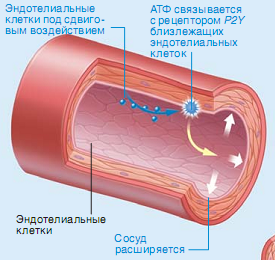 Эндотелиальные
клетки под сдвиго-
вым воздействием
АТФ связывается
с рецептором P2Y
близлежащих
эндотелиальных
клеток
Эндотелиальные
клетки
Сосуд
расширяется